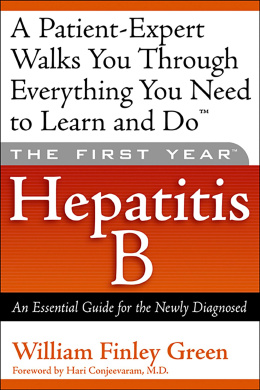 A Patient-Expert
Walks You Through
Everything You Need
to Learn and Do™
THE FIRST YEAR™
Hepatitis
B
An Essential Guide for the Newly Diagnosed
William Finley Green
Foreword by Hari Conjeevaram, M.D.